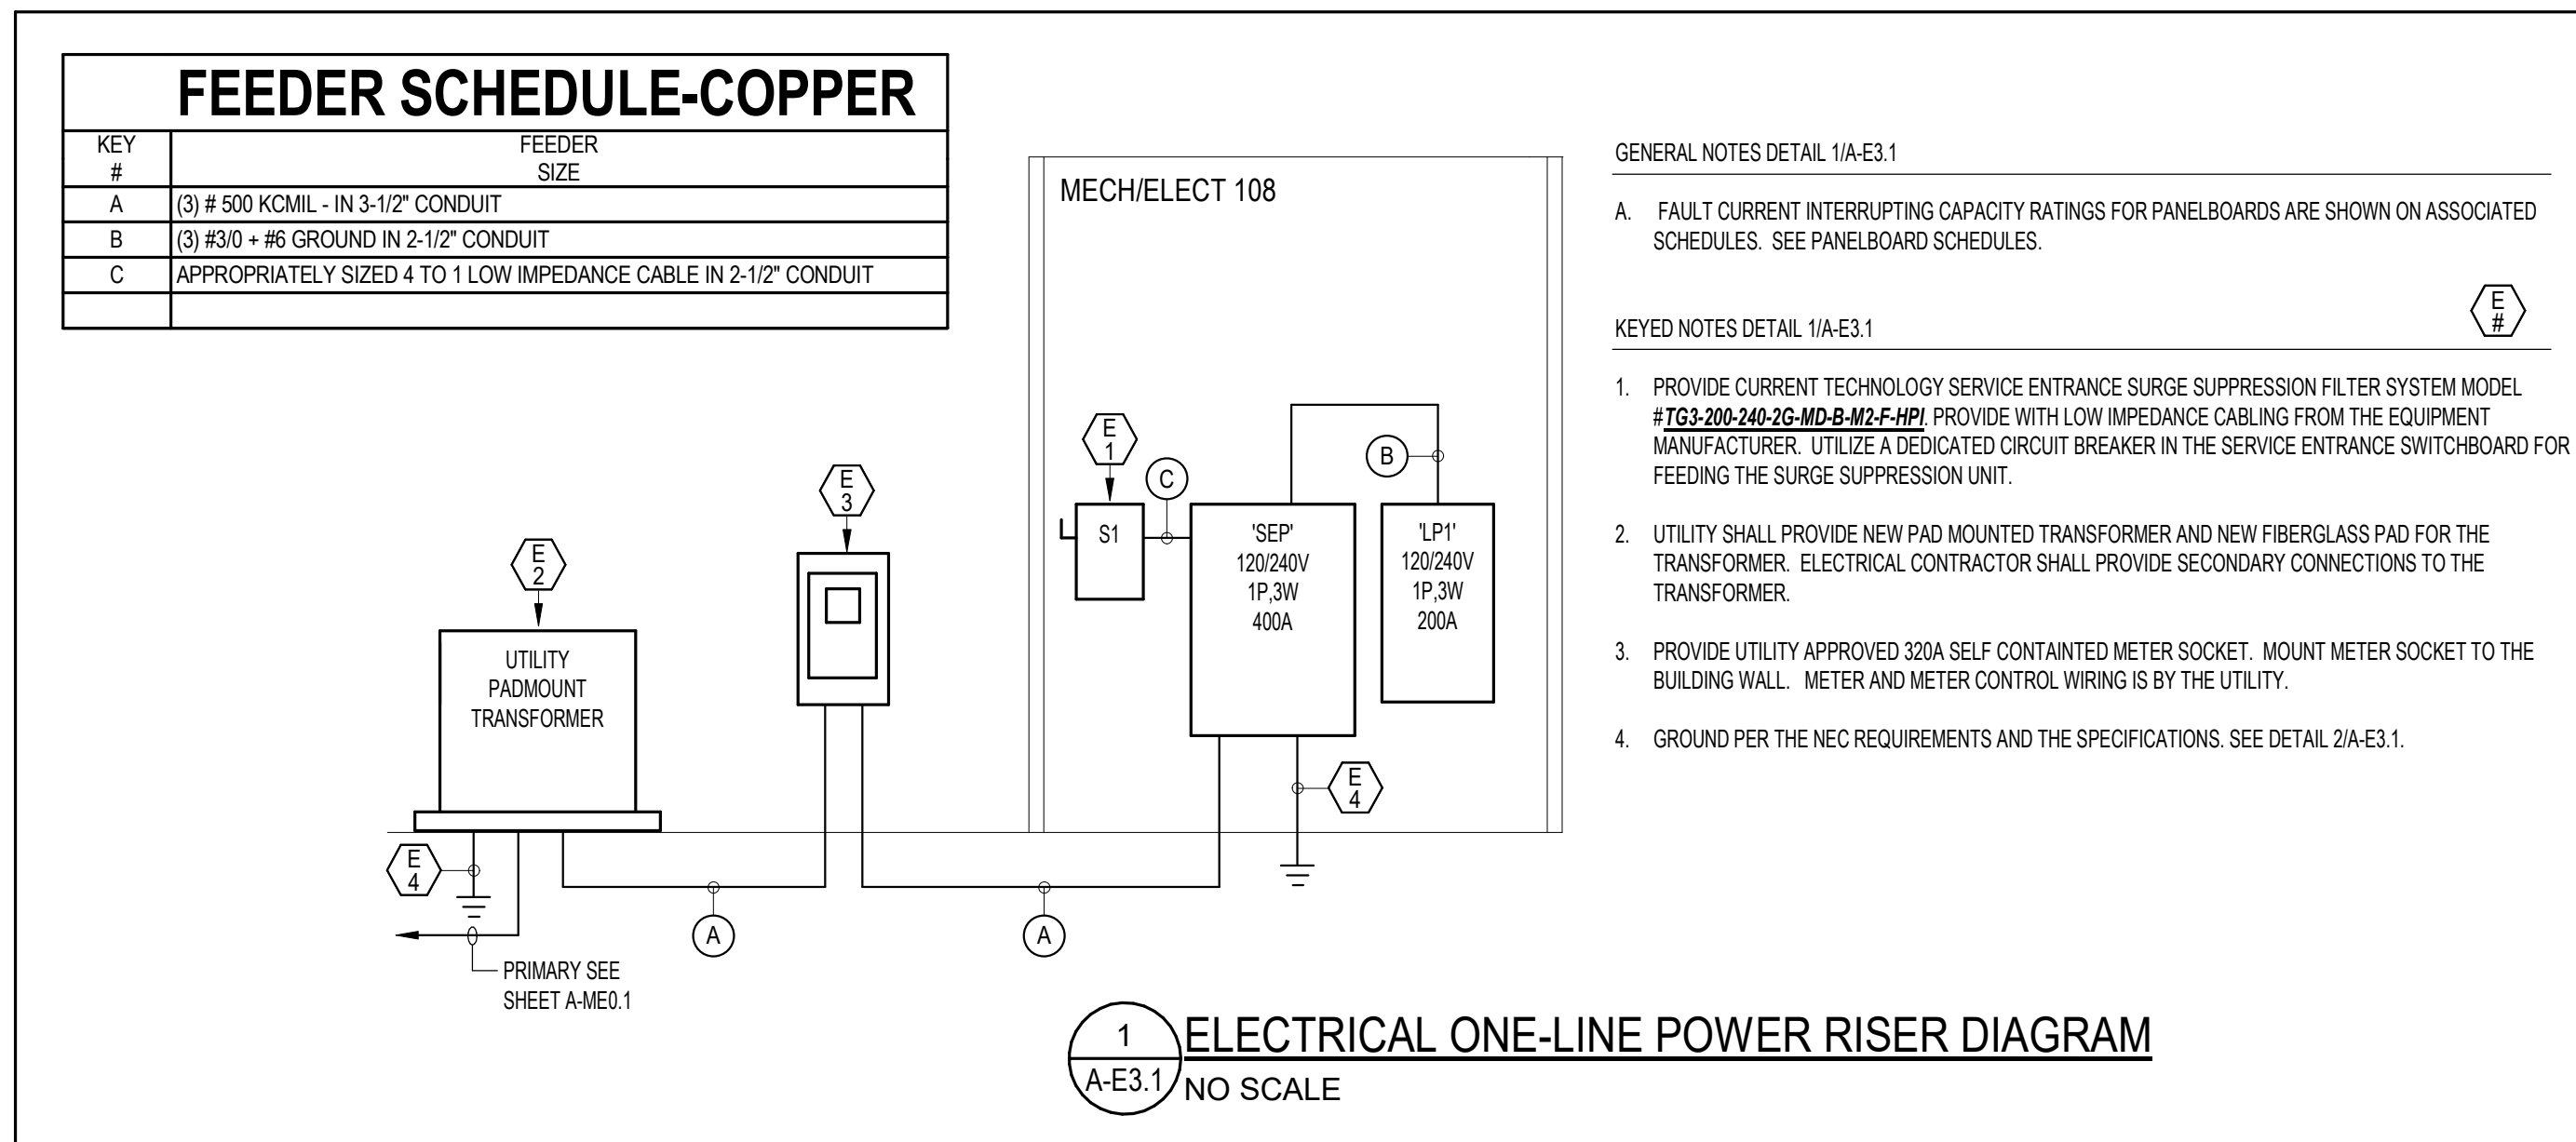 FEEDER SCHEDULE-COPPER
KEY
#
FEEDER
SIZE
A (3) # 500 KCMIL - IN 3-1/2" CONDUIT
B (3) #3/0 + #6 GROUND IN 2-1/2" CONDUIT
C APPROPRIATELY SIZED 4 TO 1 LOW IMPEDANCE CABLE IN 2-1/2" CONDUIT
MECH/ELECT 108
E
1
C
B
S1
'SEP'
120/240V
1P,3W
400A
'LP1'
120/240V
1P,3W
200A
E
3
E
2
UTILITY
PADMOUNT
TRANSFORMER
E
4
E
4
A
A
PRIMARY SEE
SHEET A-ME0.1
GENERAL NOTES DETAIL 1/A-E3.1
A. FAULT CURRENT INTERRUPTING CAPACITY RATINGS FOR PANELBOARDS ARE SHOWN ON ASSOCIATED
SCHEDULES. SEE PANELBOARD SCHEDULES.
E
#
KEYED NOTES DETAIL 1/A-E3.1
1. PROVIDE CURRENT TECHNOLOGY SERVICE ENTRANCE SURGE SUPPRESSION FILTER SYSTEM MODEL
#TG3-200-240-2G-MD-B-M2-F-HPI. PROVIDE WITH LOW IMPEDANCE CABLING FROM THE EQUIPMENT
MANUFACTURER. UTILIZE A DEDICATED CIRCUIT BREAKER IN THE SERVICE ENTRANCE SWITCHBOARD FOR
FEEDING THE SURGE SUPPRESSION UNIT.
2. UTILITY SHALL PROVIDE NEW PAD MOUNTED TRANSFORMER AND NEW FIBERGLASS PAD FOR THE
TRANSFORMER. ELECTRICAL CONTRACTOR SHALL PROVIDE SECONDARY CONNECTIONS TO THE
TRANSFORMER.
3. PROVIDE UTILITY APPROVED 320A SELF CONTAINTED METER SOCKET. MOUNT METER SOCKET TO THE
BUILDING WALL. METER AND METER CONTROL WIRING IS BY THE UTILITY.
4. GROUND PER THE NEC REQUIREMENTS AND THE SPECIFICATIONS. SEE DETAIL 2/A-E3.1.
1
A-E3.1
ELECTRICAL ONE-LINE POWER RISER DIAGRAM
NO SCALE